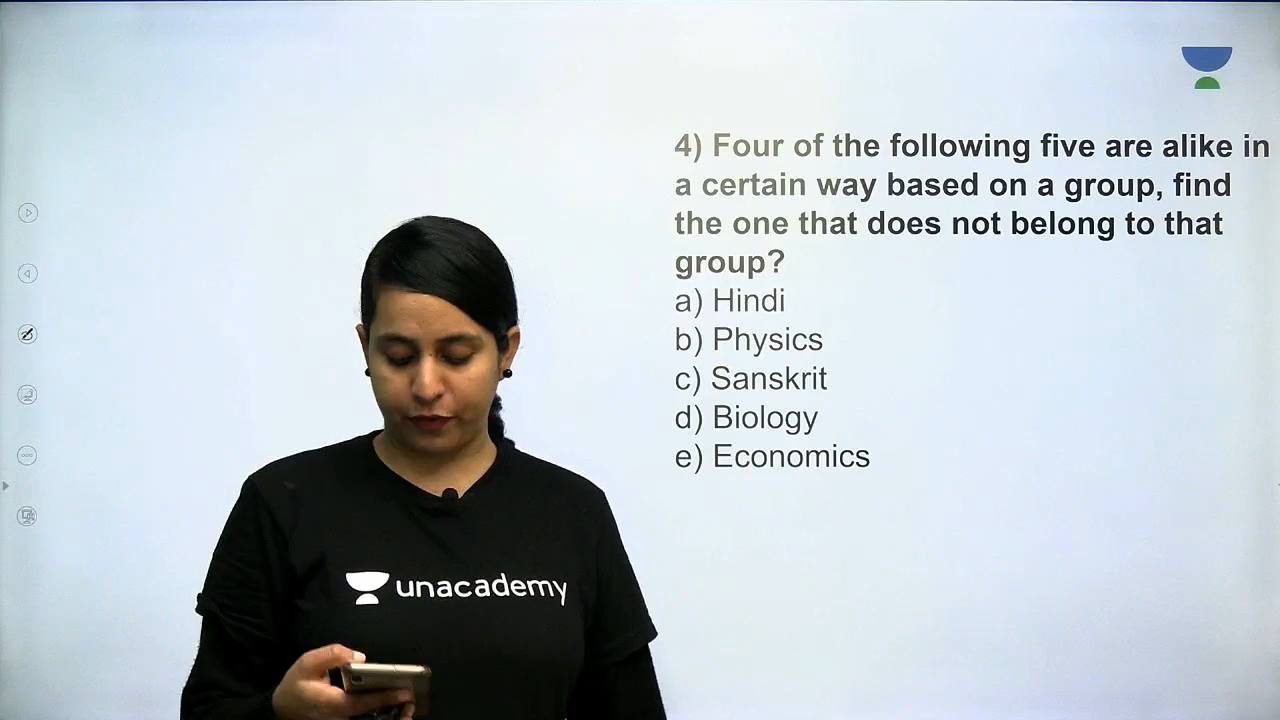 4) Four of the following five are alike in
a certain way based on a group, find
the one that does not belong to that
group?
a) Hindi
b) Physics
c) Sanskrit
d) Biology
e) Economics
unacademy